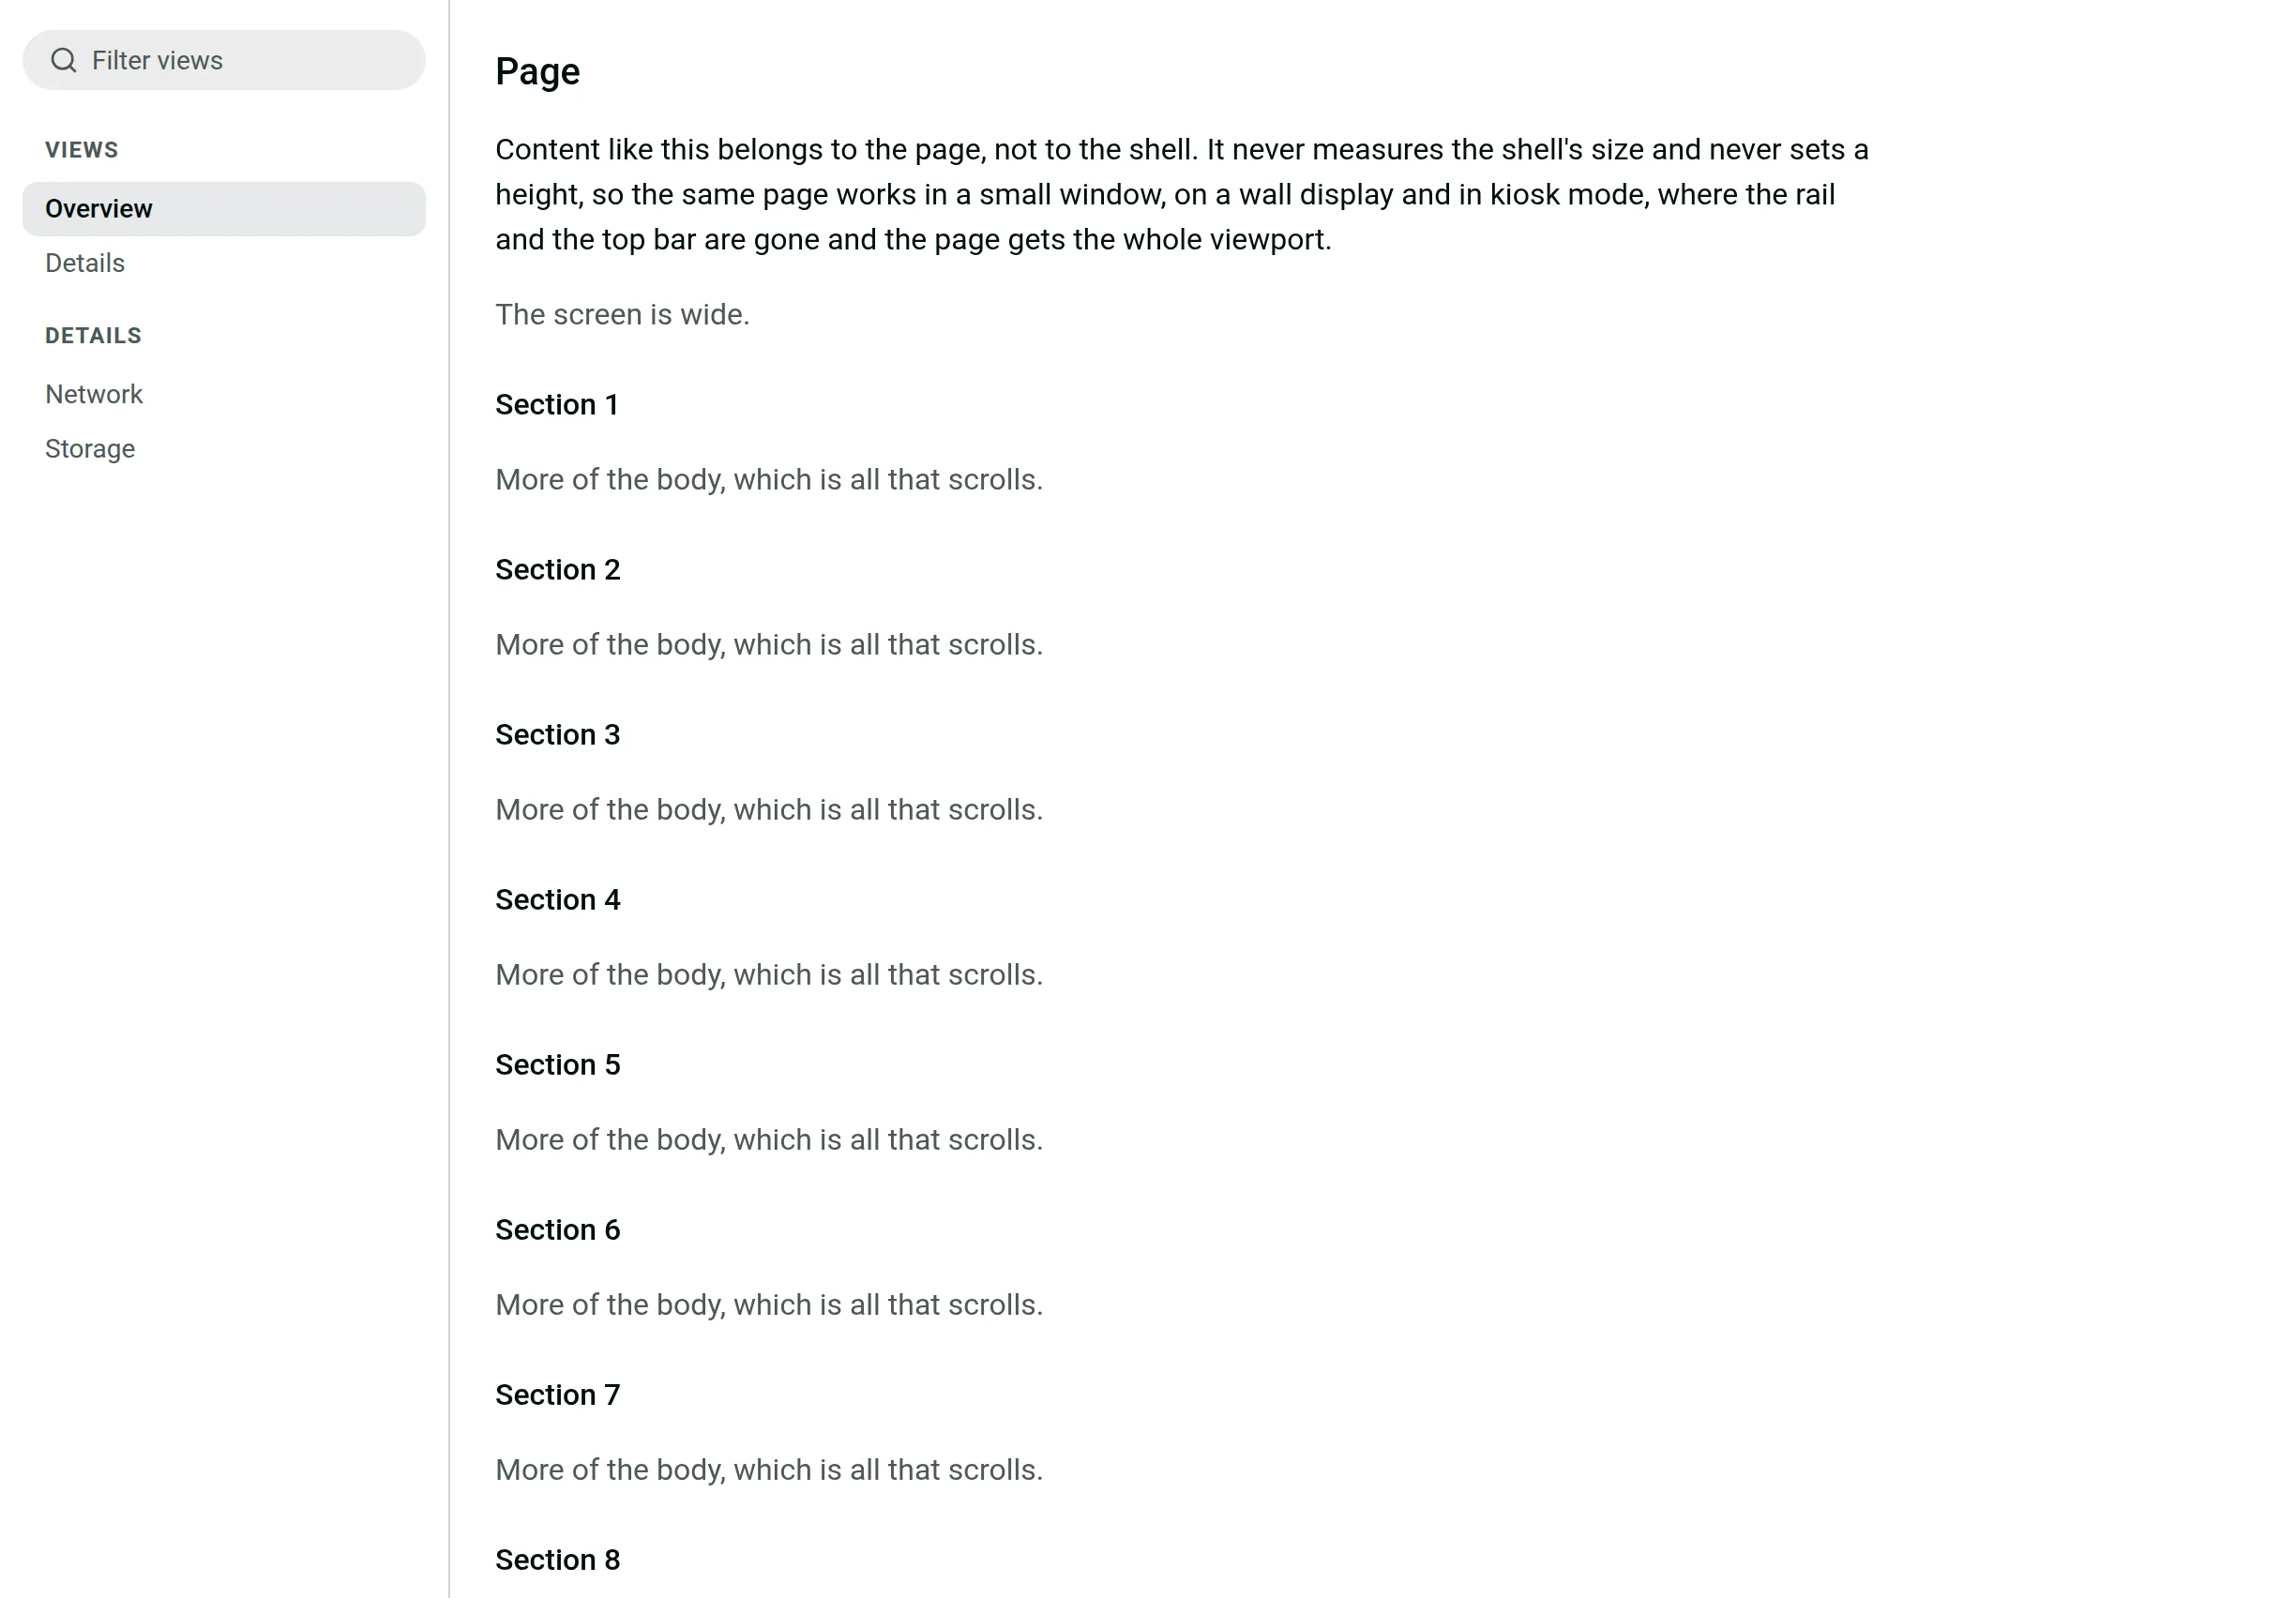 Filter views
VIEWS
Overview
Details
DETAILS
Network
Storage
Page
Content like this belongs to the page, not to the shell. It never measures the shell's size and never sets a
height, so the same page works in a small window, on a wall display and in kiosk mode, where the rail
and the top bar are gone and the page gets the whole viewport.
The screen is wide.
Section 1
More of the body, which is all that scrolls.
Section 2
More of the body, which is all that scrolls.
Section 3
More of the body, which is all that scrolls.
Section 4
More of the body, which is all that scrolls.
Section 5
More of the body, which is all that scrolls.
Section 6
More of the body, which is all that scrolls.
Section 7
More of the body, which is all that scrolls.
Section 8